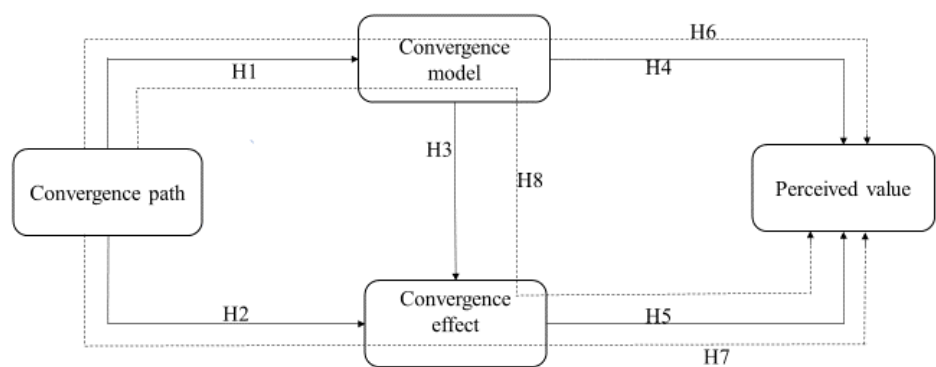 H6
Convergence
model
H1
H4
H3
Convergence path
H8
Perceived value
Convergence
effect
H2
H5
H7